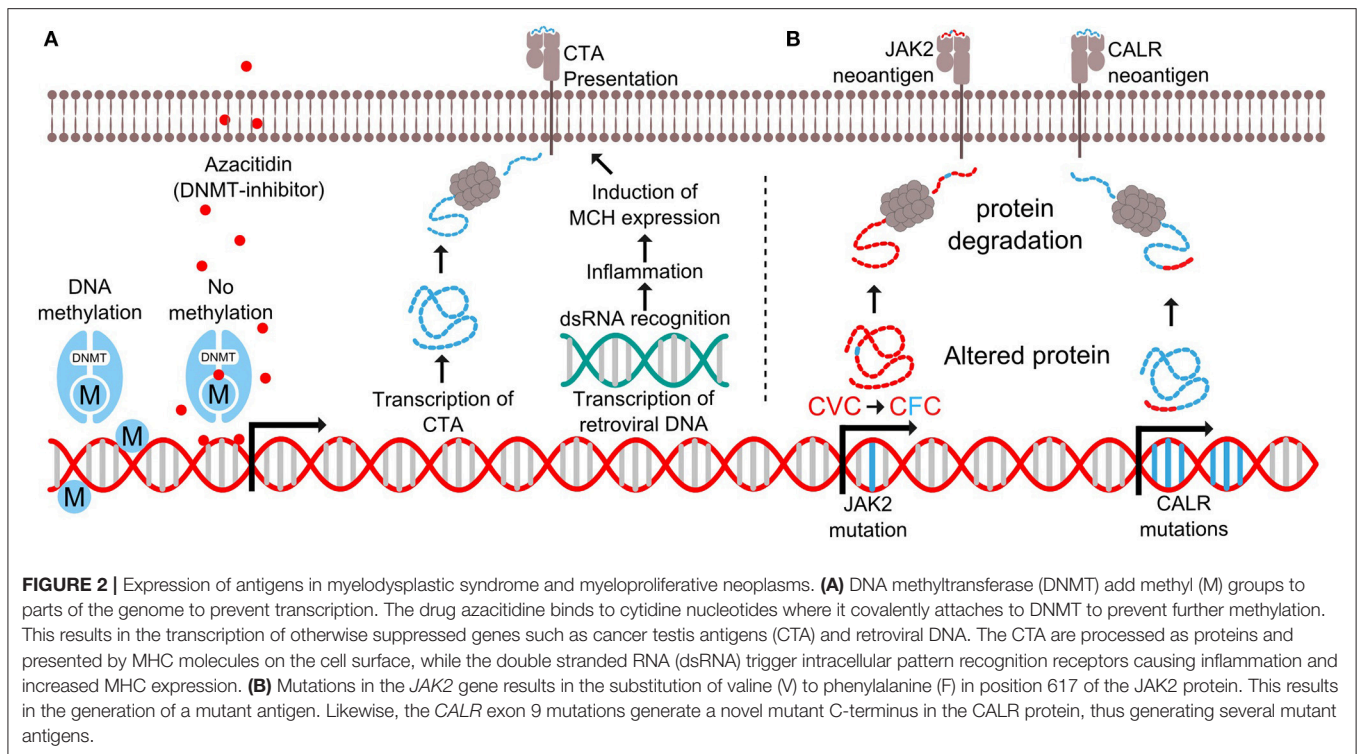 A
CTA
Presentation
Azacitidin
(DNMT-inhibitor)
Induction of
MCH expression
Inflammation
dsRNA recognition
Transcription of
retroviral DNA
DNA
methylation
No
methylation
DNMT
M
DNMT
M
M
M
Transcription of
CTA
B
JAK2
neoantigen
CALR
neoantigen
protein
degradation
Altered protein
CVC → CFC
JAK2
mutation
CALR
mutations
FIGURE 2 | Expression of antigens in myelodysplastic syndrome and myeloproliferative neoplasms. (A) DNA methyltransferase (DNMT) add methyl (M) groups to
parts of the genome to prevent transcription. The drug azacitidine binds to cytidine nucleotides where it covalently attaches to DNMT to prevent further methylation.
This results in the transcription of otherwise suppressed genes such as cancer testis antigens (CTA) and retroviral DNA. The CTA are processed as proteins and
presented by MHC molecules on the cell surface, while the double stranded RNA (dsRNA) trigger intracellular pattern recognition receptors causing inflammation and
increased MHC expression. (B) Mutations in the JAK2 gene results in the substitution of valine (V) to phenylalanine (F) in position 617 of the JAK2 protein. This results
in the generation of a mutant antigen. Likewise, the CALR exon 9 mutations generate a novel mutant C-terminus in the CALR protein, thus generating several mutant
antigens.